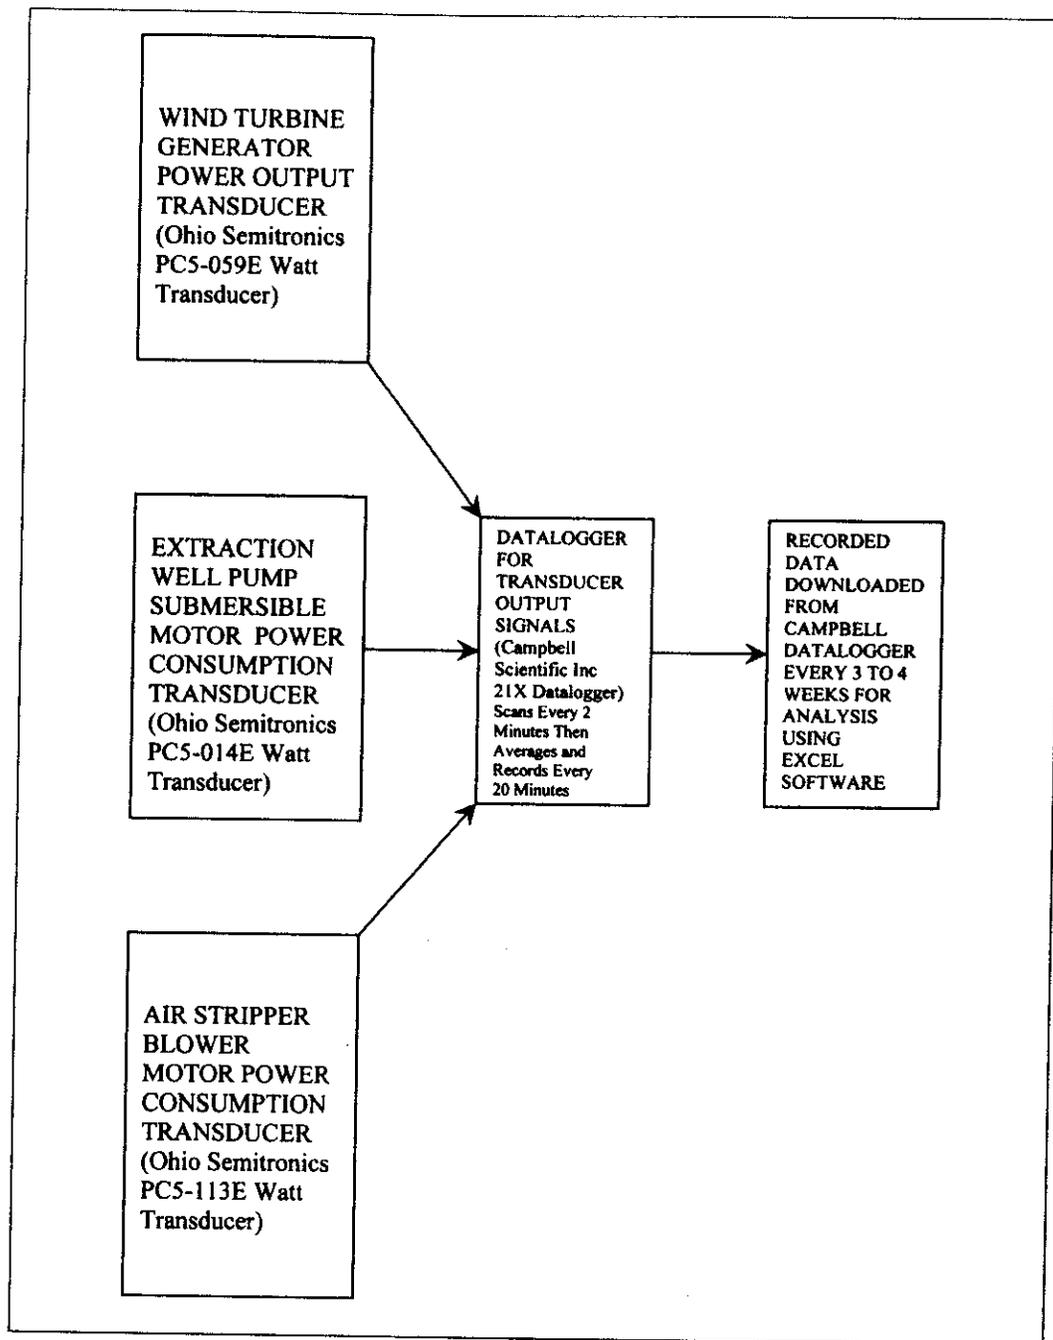 WIND TURBINE
GENERATOR
POWER OUTPUT
TRANSDUCER
(Ohio Semitronics
PC5-059E Watt
Transducer)
EXTRACTION
WELL PUMP
SUBMERSIBLE
MOTOR POWER
CONSUMPTION
TRANSDUCER
(Ohio Semitronics
PC5-014E Watt
Transducer)
AIR STRIPPER
BLOWER
MOTOR POWER
CONSUMPTION
TRANSDUCER
(Ohio Semitronics
PC5-113E Watt
Transducer)
DATALOGGER
FOR
TRANSDUCER
OUTPUT
SIGNALS
(Campbell
Scientific Inc
21X Datalogger)
Scans Every 2
Minutes Then
Averages and
Records Every
20 Minutes
RECORDED
DATA
DOWNLOADED
FROM
CAMPBELL
DATALOGGER
EVERY 3 TO 4
WEEKS FOR
ANALYSIS
USING
EXCEL
SOFTWARE